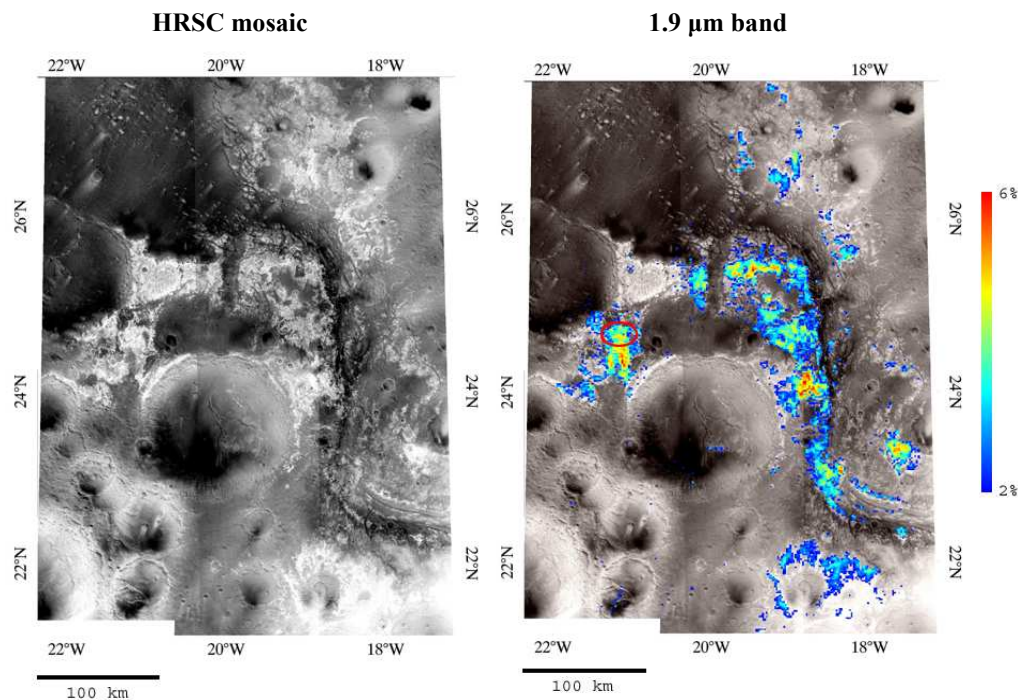 HRSC mosaic
1.9 µm band
22°W 20°W 18°W
22°W 20°W 18°W
26°N 26°N 26°N 26°N
24°N 24°N 24°N 24°N
22°N 22°N 22°N 22°N
6%
2%
22°W 20°W 18°W
22°W 20°W 18°W
100 km
100 km